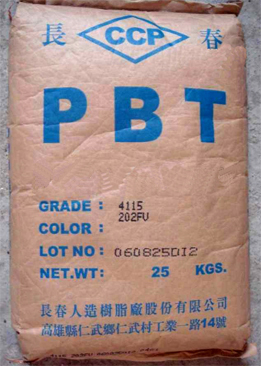 長 CCP 春
PBT
GRADE: 4115
202FU
COLOR:
LOT NO: 060825D12
NET.WT: 25 KGS.
長春人造樹脂廠股份有限公司
高雄縣仁武鄉仁武村工業一路14號